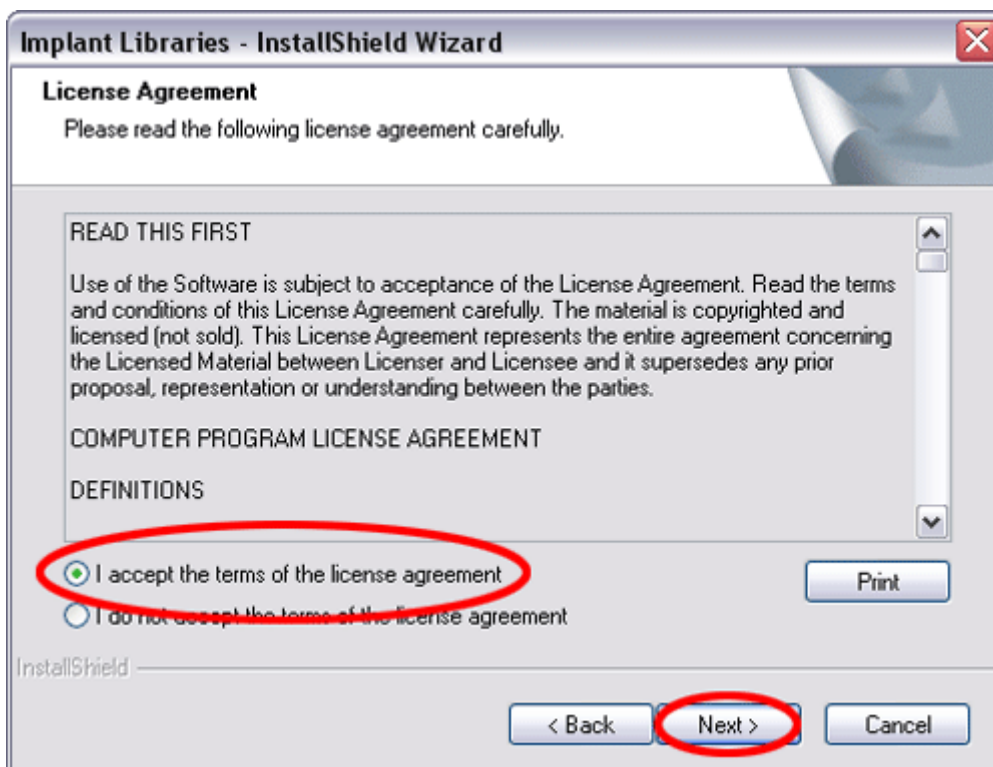 Implant Libraries - InstallShield Wizard
License Agreement
Please read the following license agreement carefully.
READ THIS FIRST
Use of the Software is subject to acceptance of the License Agreement. Read the terms
and conditions of this License Agreement carefully. The material is copyrighted and
licensed (not sold). This License Agreement represents the entire agreement concerning
the Licensed Material between Licenser and Licensee and it supersedes any prior
proposal, representation or understanding between the parties.
COMPUTER PROGRAM LICENSE AGREEMENT
DEFINITIONS
I accept the terms of the license agreement
Print
I do not accept the terms of the license agreement
InstallShield
< Back
Next >
Cancel